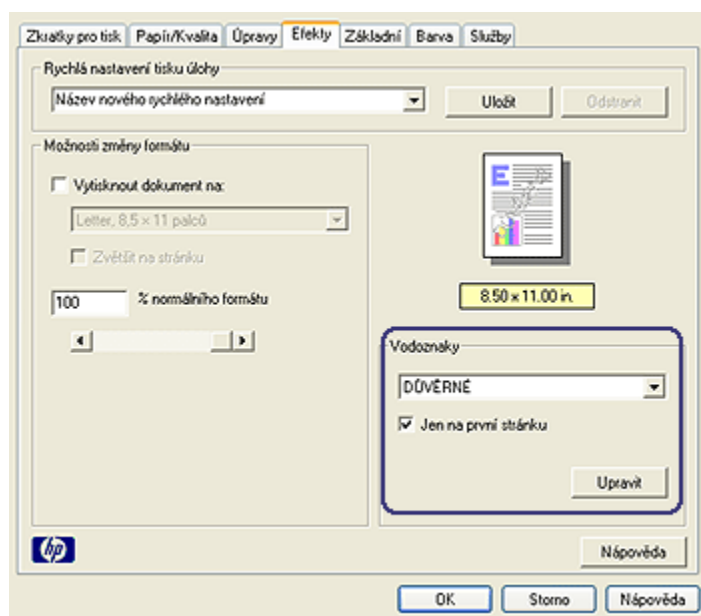 Zkratky pro tisk Papír/Kvalita Úpravy Efekty Základní Barva Služby
Rychlá nastavení tisku úlohy
Název nového rychlého nastavení Uložit Odstranit
Možnosti změny formátu
Vytisknout dokument na:
Letter, 8,5 × 11 palců
Zvětšit na stránku
100 % normálního formátu
E
8.50 × 11.00 in.
Vodoznaky
DŮVĚRNÉ
Jen na první stránku
Upravit
hp Nápověda
OK Storno Nápověda